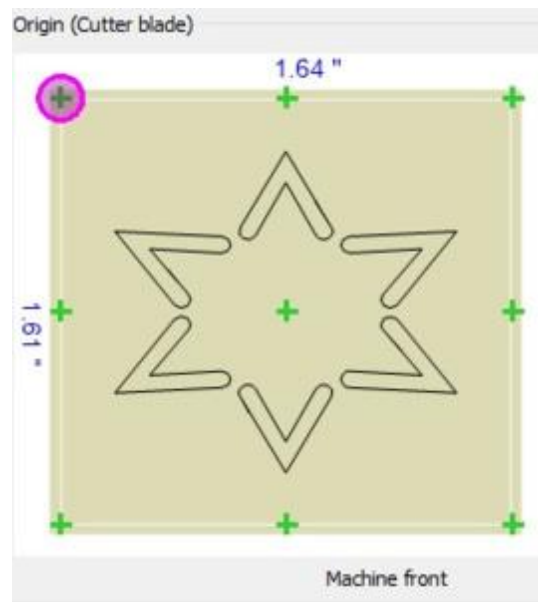 Origin (Cutter blade)
1.64 "
1.61 "
Machine front